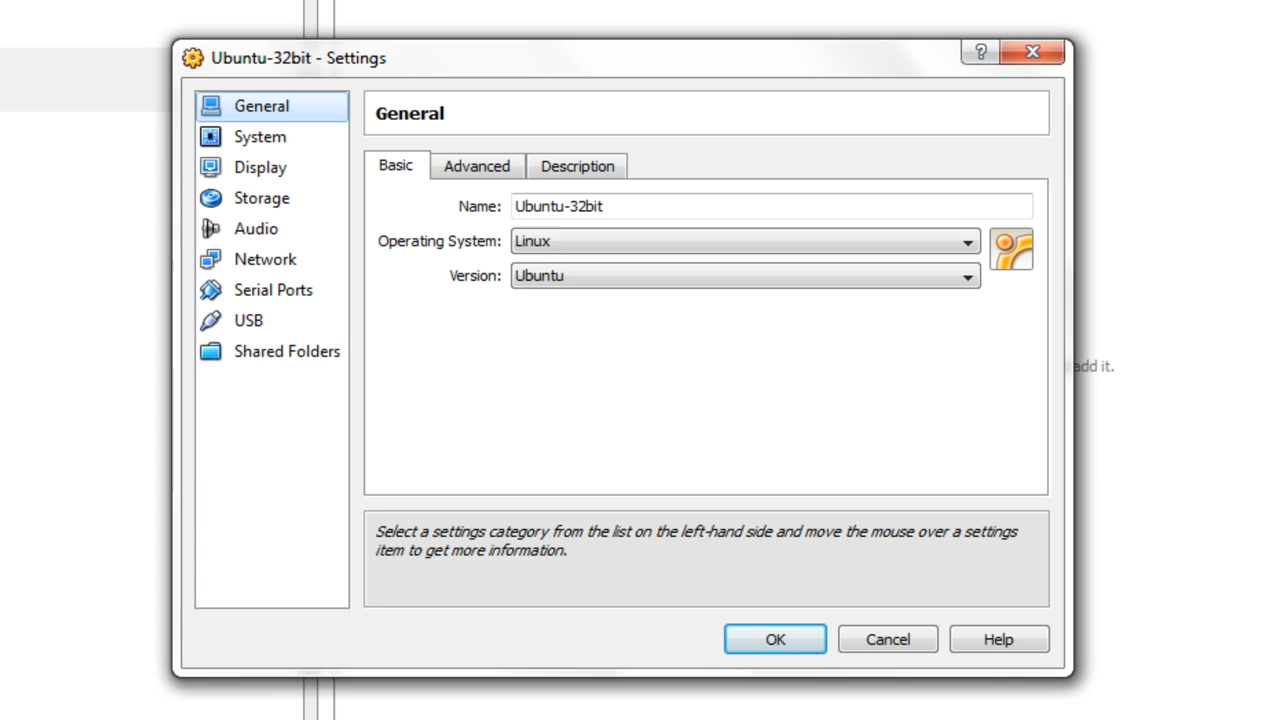 Ubuntu-32bit - Settings
General
System
Display
Storage
Audio
Network
Serial Ports
USB
Shared Folders
General
Basic
Advanced
Description
Name: Ubuntu-32bit
Operating System: Linux
Version: Ubuntu
add it.
Select a settings category from the list on the left-hand side and move the mouse over a settings
item to get more information.
OK
Cancel
Help